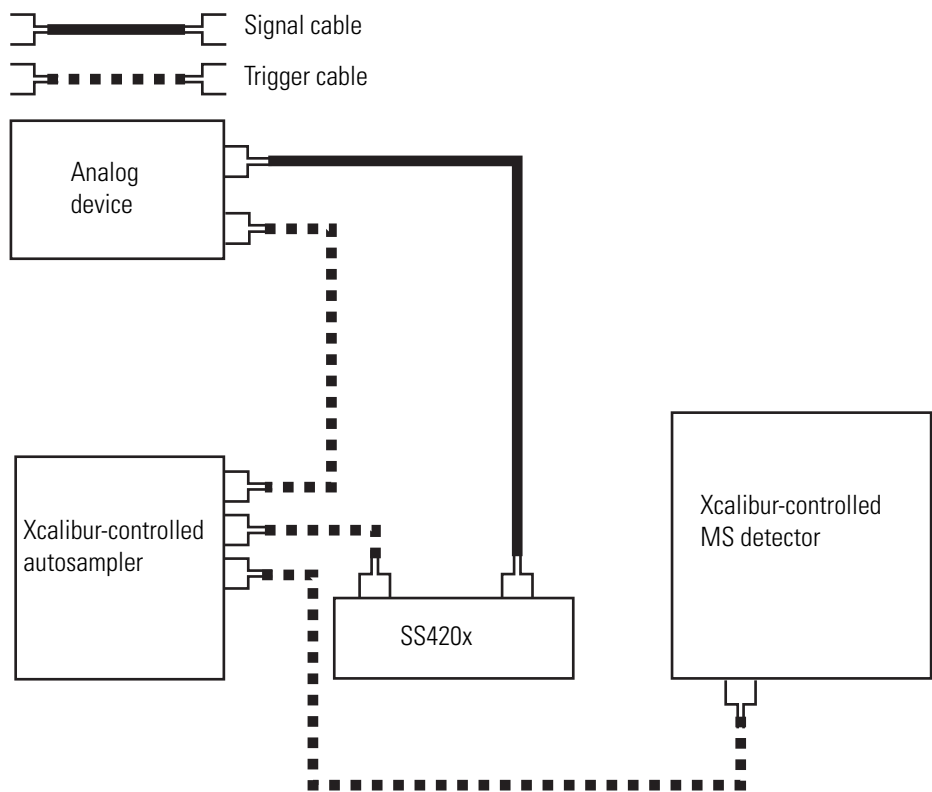 Signal cable
Trigger cable
Analog
device
Xcalibur-controlled
autosampler
SS420x
Xcalibur-controlled
MS detector